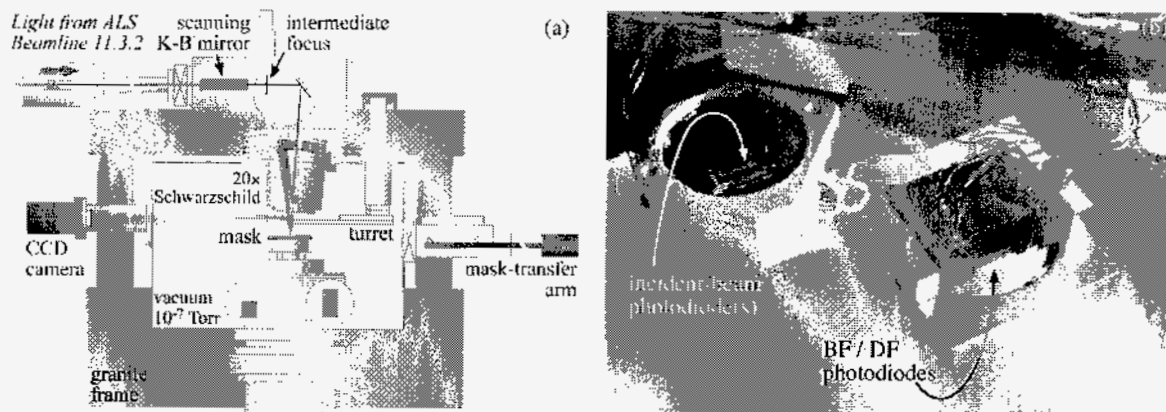 Light from ALS
Beamline 11.3.2
scanning
K-B mirror
intermediate
focus
(a)
20×
Schwarzschild
mask
turret
CCD
camera
mask-transfer
arm
vacuum
10⁻⁷ Torr
granite
frame
(b)
incident-beam
photodiode(s)
BF / DF
photodiodes